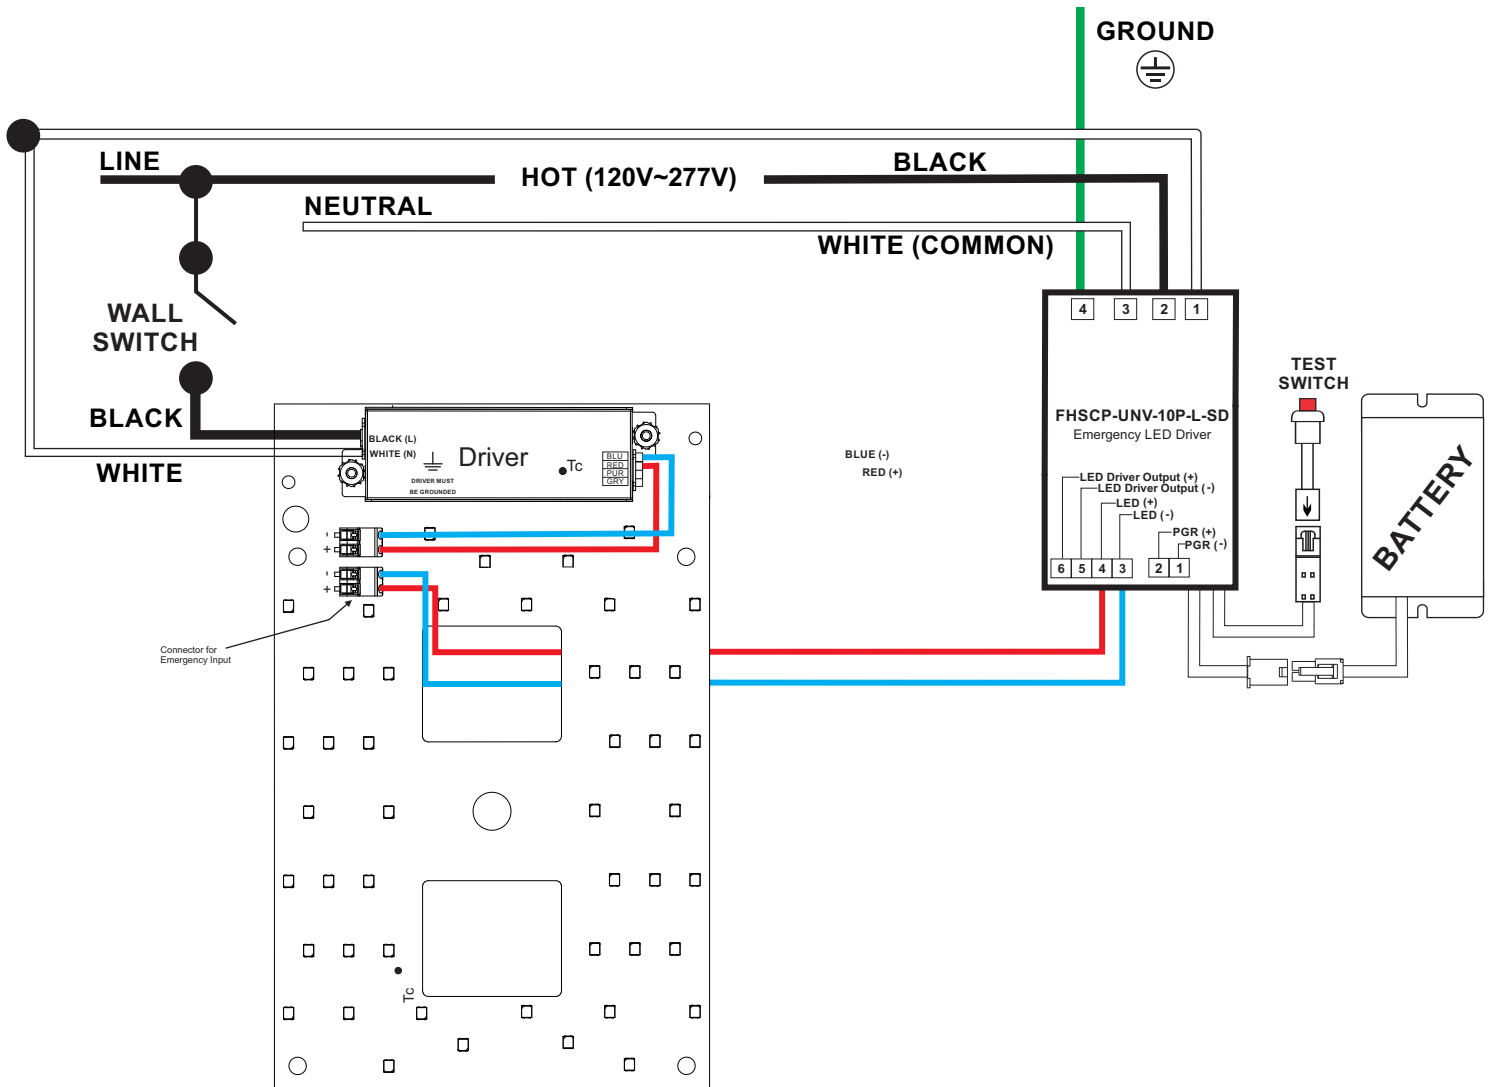 GROUND
LINE
HOT (120V~277V)
BLACK
NEUTRAL
WHITE (COMMON)
WALL
SWITCH
4
3
2
1
TEST
SWITCH
BLACK
WHITE
BLACK (L)
WHITE (N)
Driver
DRIVER MUST
BE GROUNDED
Tc
BLU
RED
PUR
GRY
BLUE (-)
RED (+)
FHSCP-UNV-10P-L-SD
Emergency LED Driver
LED Driver Output (+)
LED Driver Output (-)
LED (+)
LED (-)
PGR (+)
PGR (-)
6
5
4
3
2
1
BATTERY
-
+
-
+
Connector for
Emergency Input
Tc